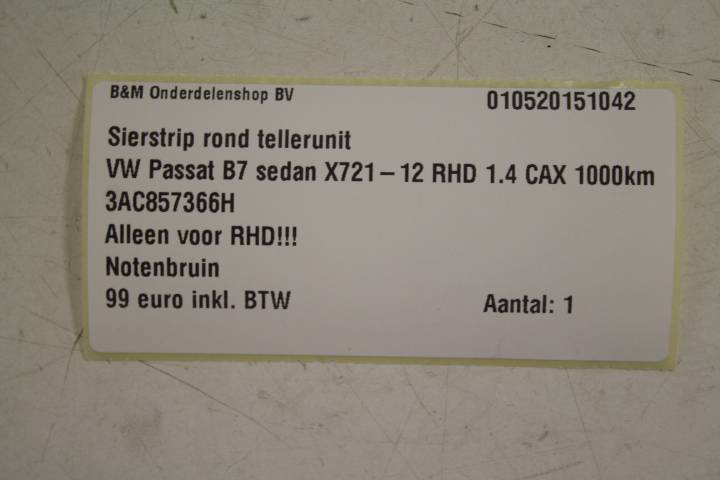 B&M Onderdelenshop BV 010520151042
Sierstrip rond tellerunit
VW Passat B7 sedan X721-12 RHD 1.4 CAX 1000km
3AC857366H
Alleen voor RHD!!!
Notenbruin
99 euro inkl. BTW Aantal: 1